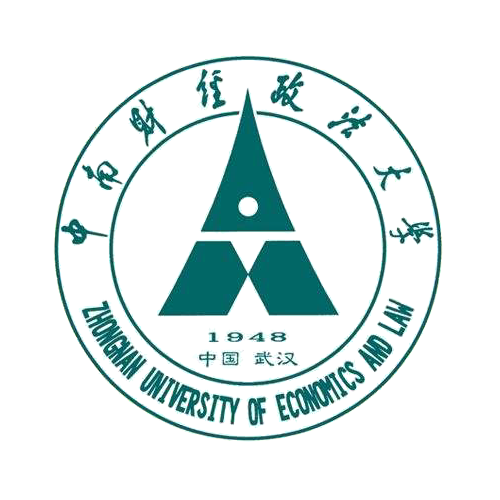 中南财经政法大学
1948
中国 武汉
ZHONGNAN UNIVERSITY OF ECONOMICS AND LAW